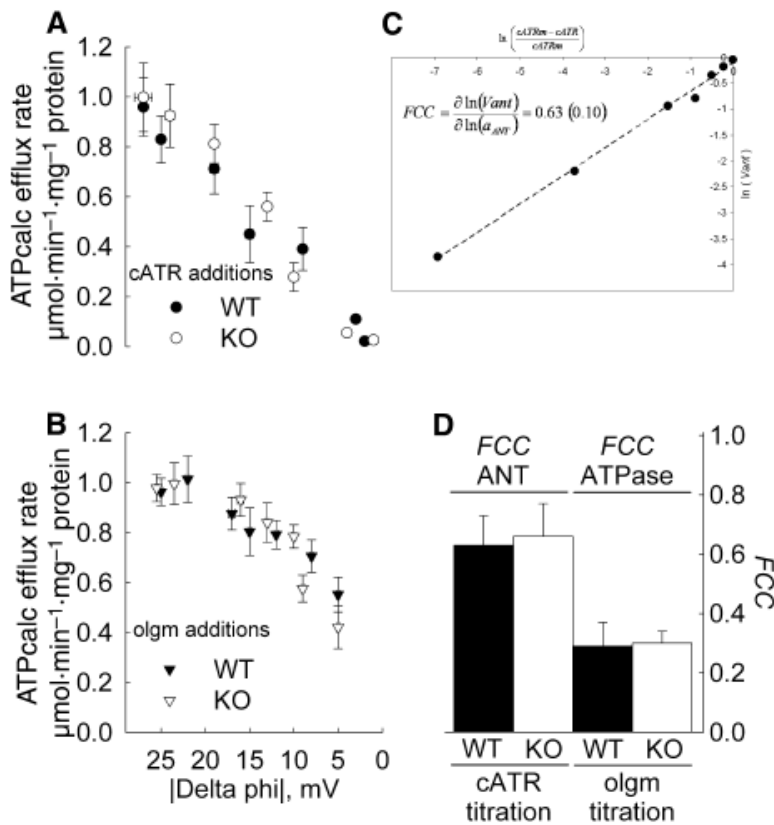 A
ATPcalc efflux rate
µmol·min⁻¹·mg⁻¹ protein
1.2
1.0
0.8
0.6
0.4
0.2
0.0
cATR additions
WT
KO
C
ln (cATRm − cATR / cATRm)
-7 -6 -5 -4 -3 -2 -1 0
FCC = ∂ ln(Vant) / ∂ ln(a_ANT) = 0.63 (0.10)
0
-0.5
-1
-1.5
-2
-2.5
-3
-3.5
-4
ln (Vant)
B
ATPcalc efflux rate
µmol·min⁻¹·mg⁻¹ protein
1.2
1.0
0.8
0.6
0.4
0.2
0.0
olgm additions
WT
KO
25 20 15 10 5 0
|Delta phi|, mV
D
FCC FCC
ANT ATPase
1.0
0.8
0.6
0.4
0.2
0.0
FCC
WT KO WT KO
cATR olgm
titration titration